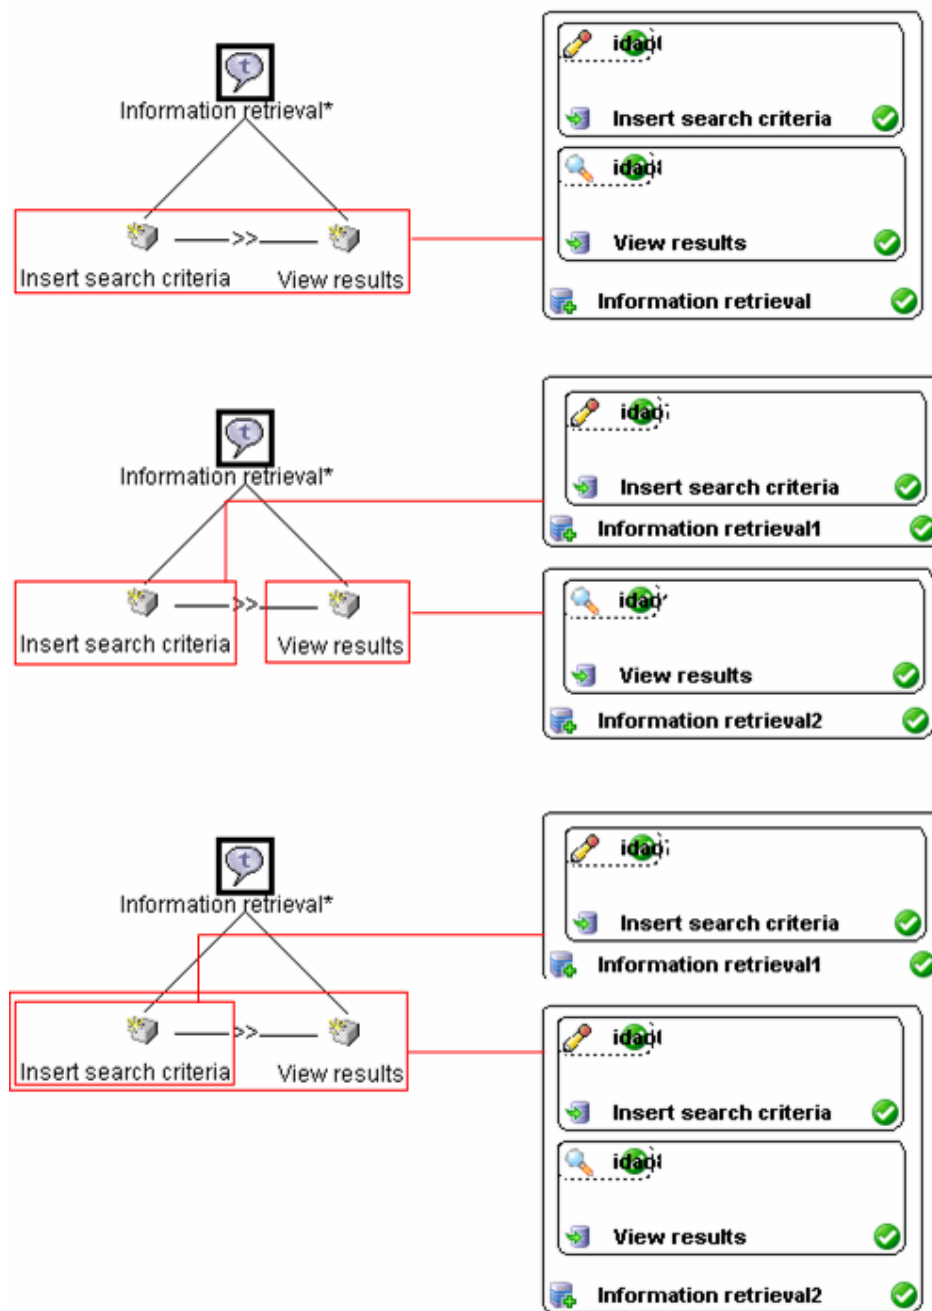 t
Information retrieval*
>>
Insert search criteria
View results
Insert search criteria
View results
Information retrieval
t
Information retrieval*
>>
Insert search criteria
View results
Insert search criteria
Information retrieval1
View results
Information retrieval2
t
Information retrieval*
>>
Insert search criteria
View results
Insert search criteria
Information retrieval1
Insert search criteria
View results
Information retrieval2